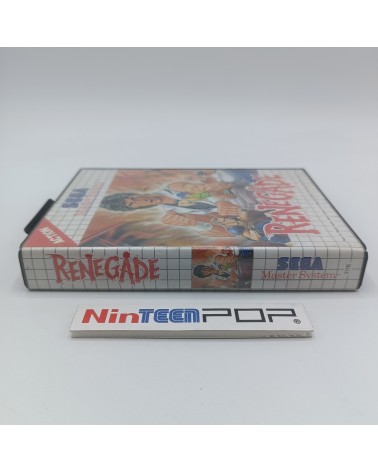 SEGA
ACTION
RENEGADE
RENEGADE
SEGA
Master System
NinTEENPOP